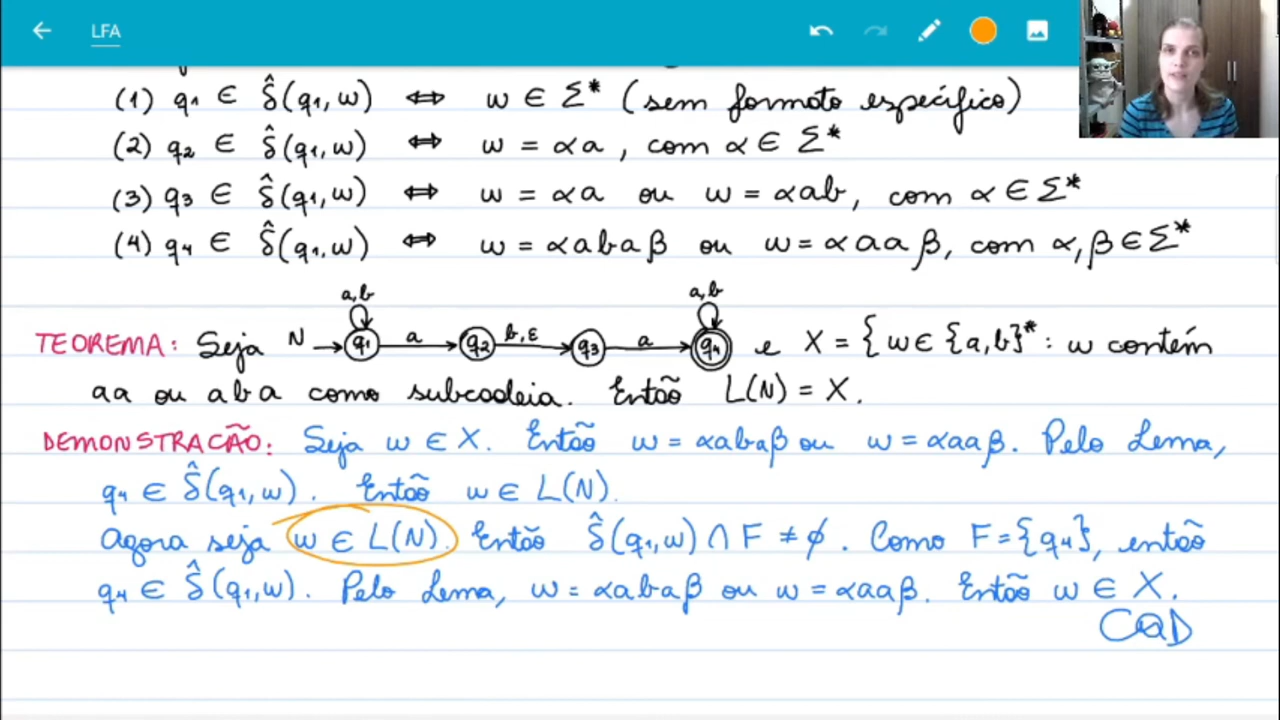 LFA
(1) q1 ∈ δ̂(q1, w) ⇔ w ∈ Σ* (sem formato específico)
(2) q2 ∈ δ̂(q1, w) ⇔ w = αa, com α ∈ Σ*
(3) q3 ∈ δ̂(q1, w) ⇔ w = αa ou w = αab, com α ∈ Σ*
(4) q4 ∈ δ̂(q1, w) ⇔ w = αabaβ ou w = αaaβ, com α, β ∈ Σ*
a,b a,b
TEOREMA: Seja N → q1 a q2 b,ε q3 a q4 e X = { w ∈ {a,b}* : w contém
aa ou aba como subcadeia. Então L(N) = X.
DEMONSTRACÃO: Seja w ∈ X. Então w = αabaβ ou w = αaaβ. Pelo Lema,
q4 ∈ δ̂(q1, w). Então w ∈ L(N).
Agora seja w ∈ L(N). Então δ̂(q1, w) ∩ F ≠ ∅. Como F = {q4}, então
q4 ∈ δ̂(q1, w). Pelo Lema, w = αabaβ ou w = αaaβ. Então w ∈ X.
CQD